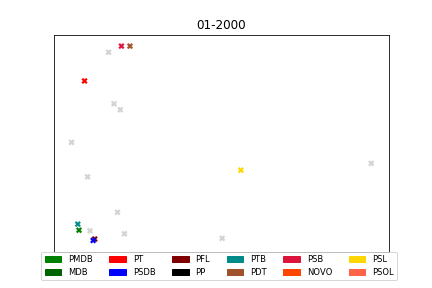 01-2000
PMDB PT PFL PTB PSB PSL
MDB PSDB PP PDT NOVO PSOL